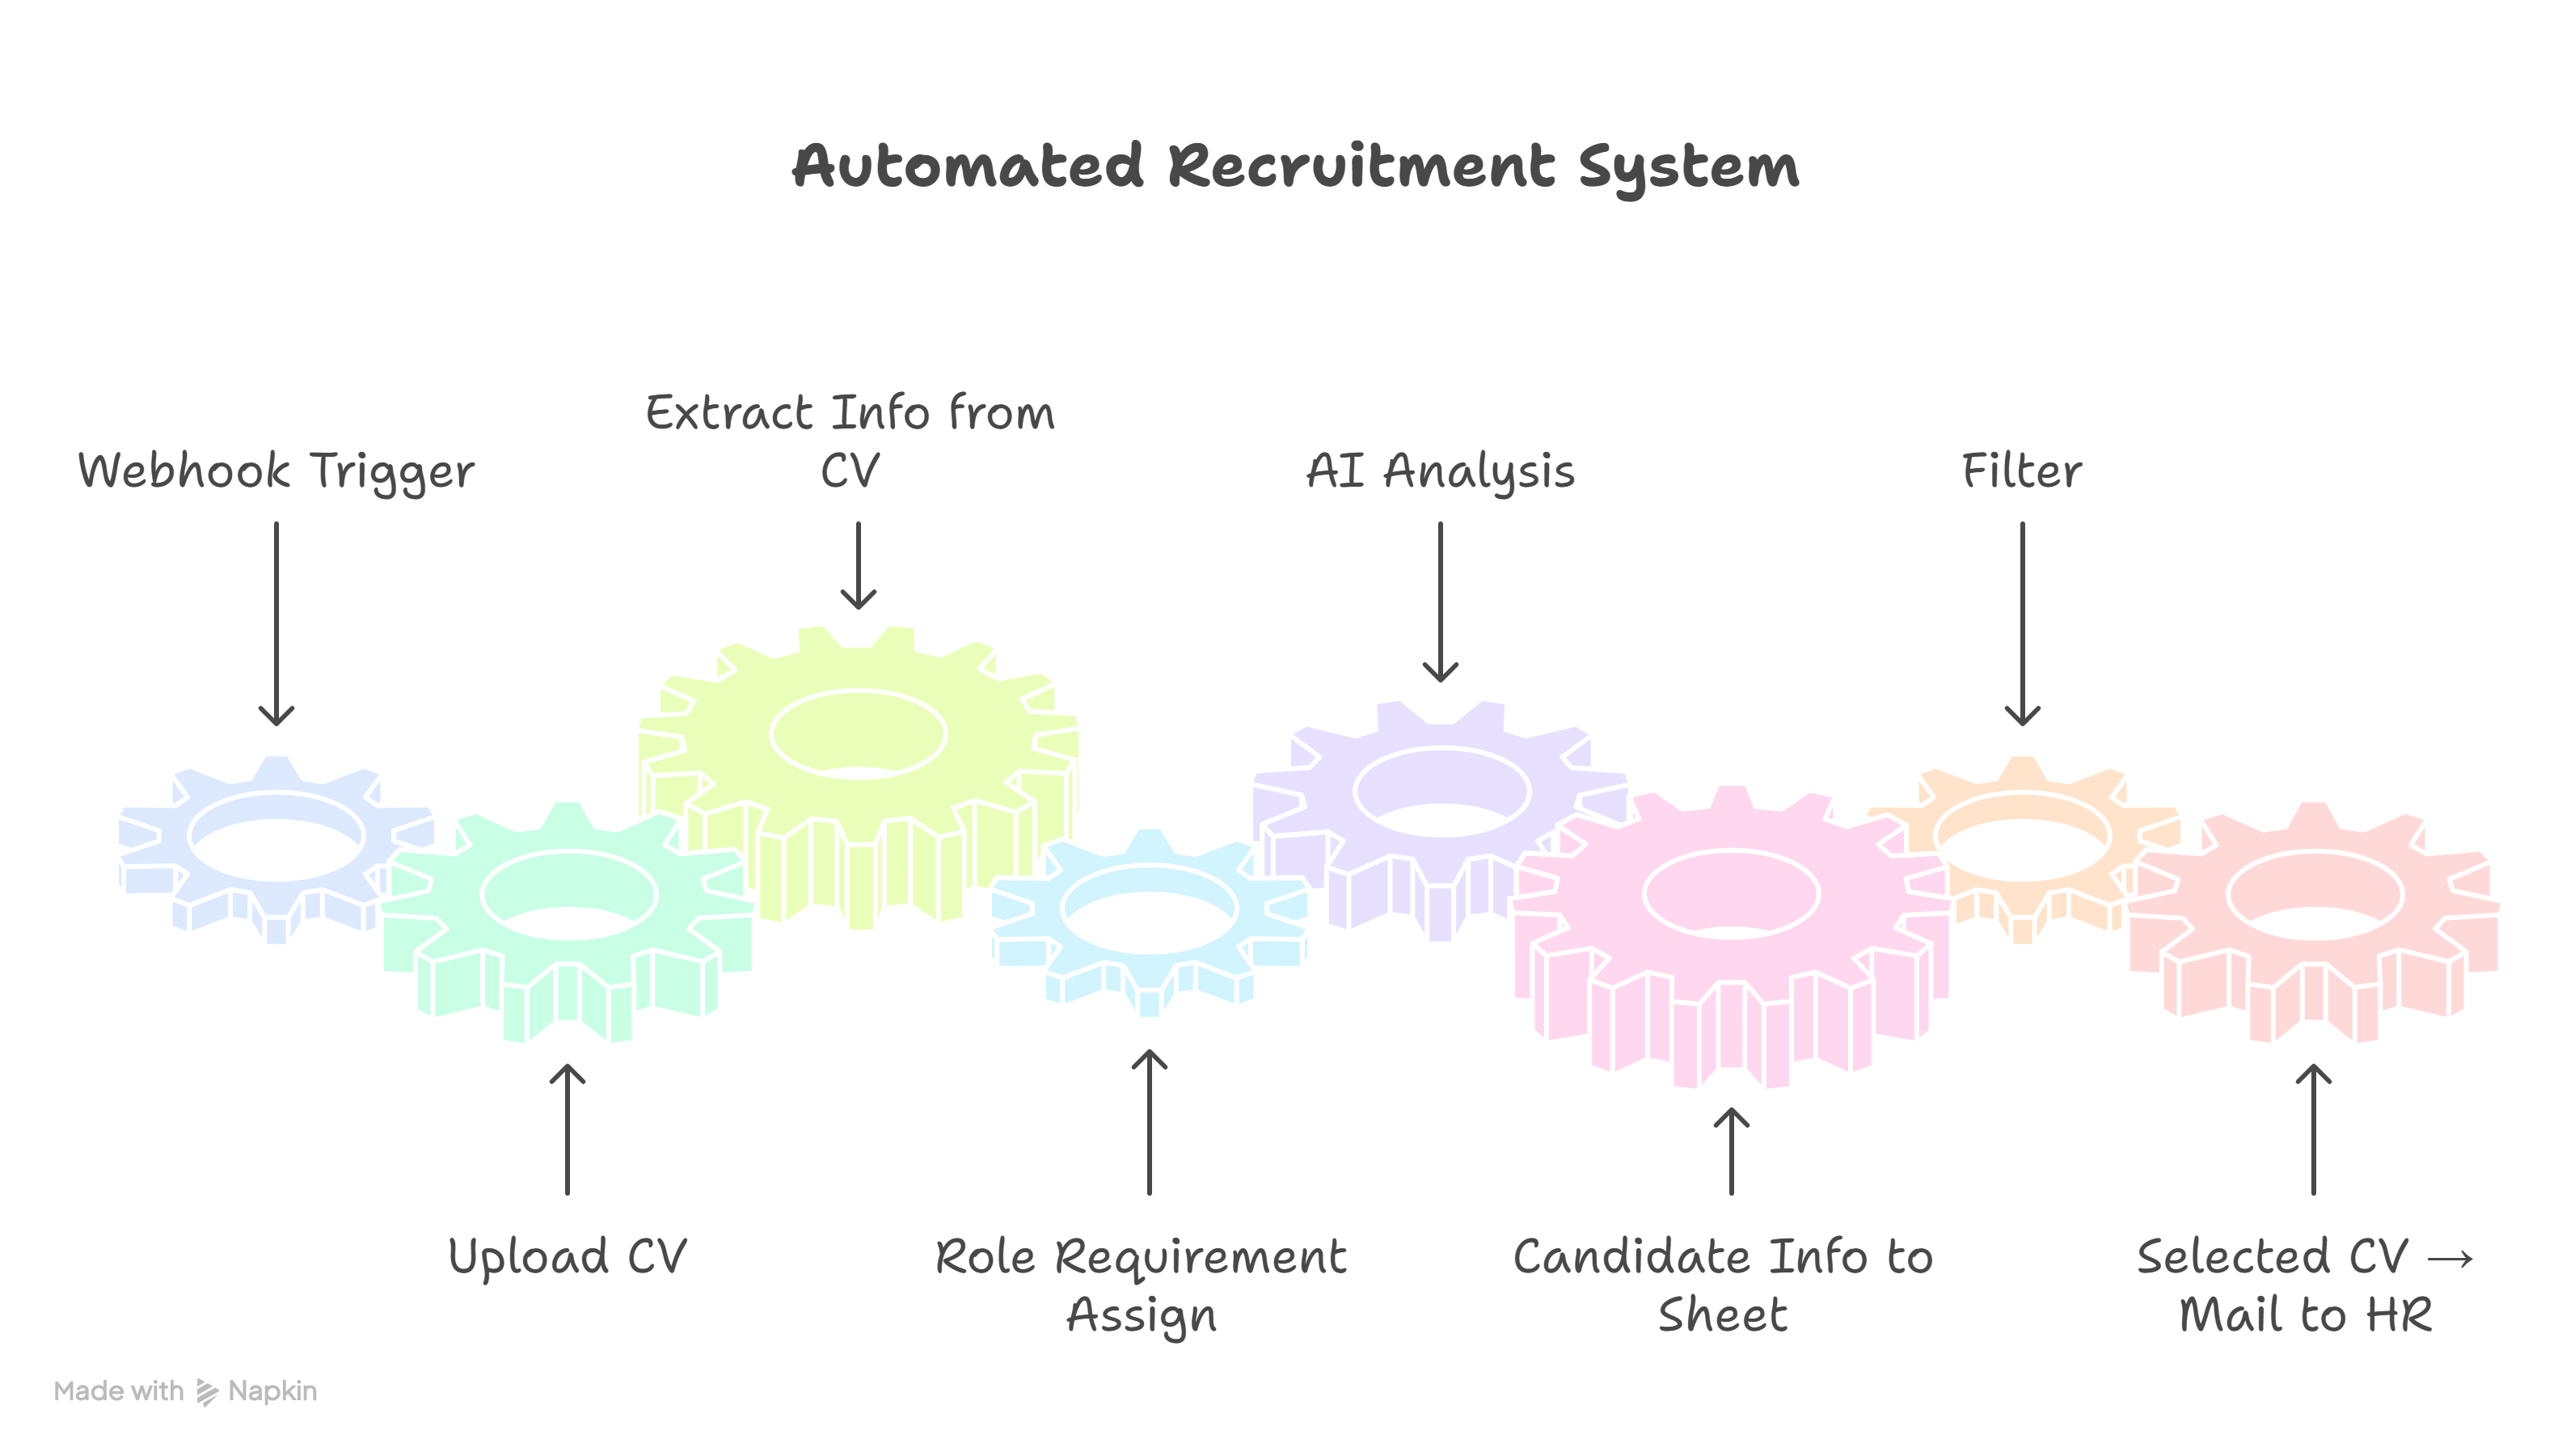 Automated Recruitment System
Webhook Trigger
Extract Info from
CV
AI Analysis
Filter
Upload CV
Role Requirement
Assign
Candidate Info to
Sheet
Selected CV →
Mail to HR
Made with Napkin